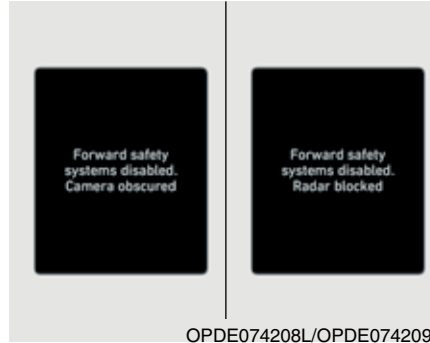 Forward safety
systems disabled.
Camera obscured
Forward safety
systems disabled.
Radar blocked
OPDE074208L/OPDE074209